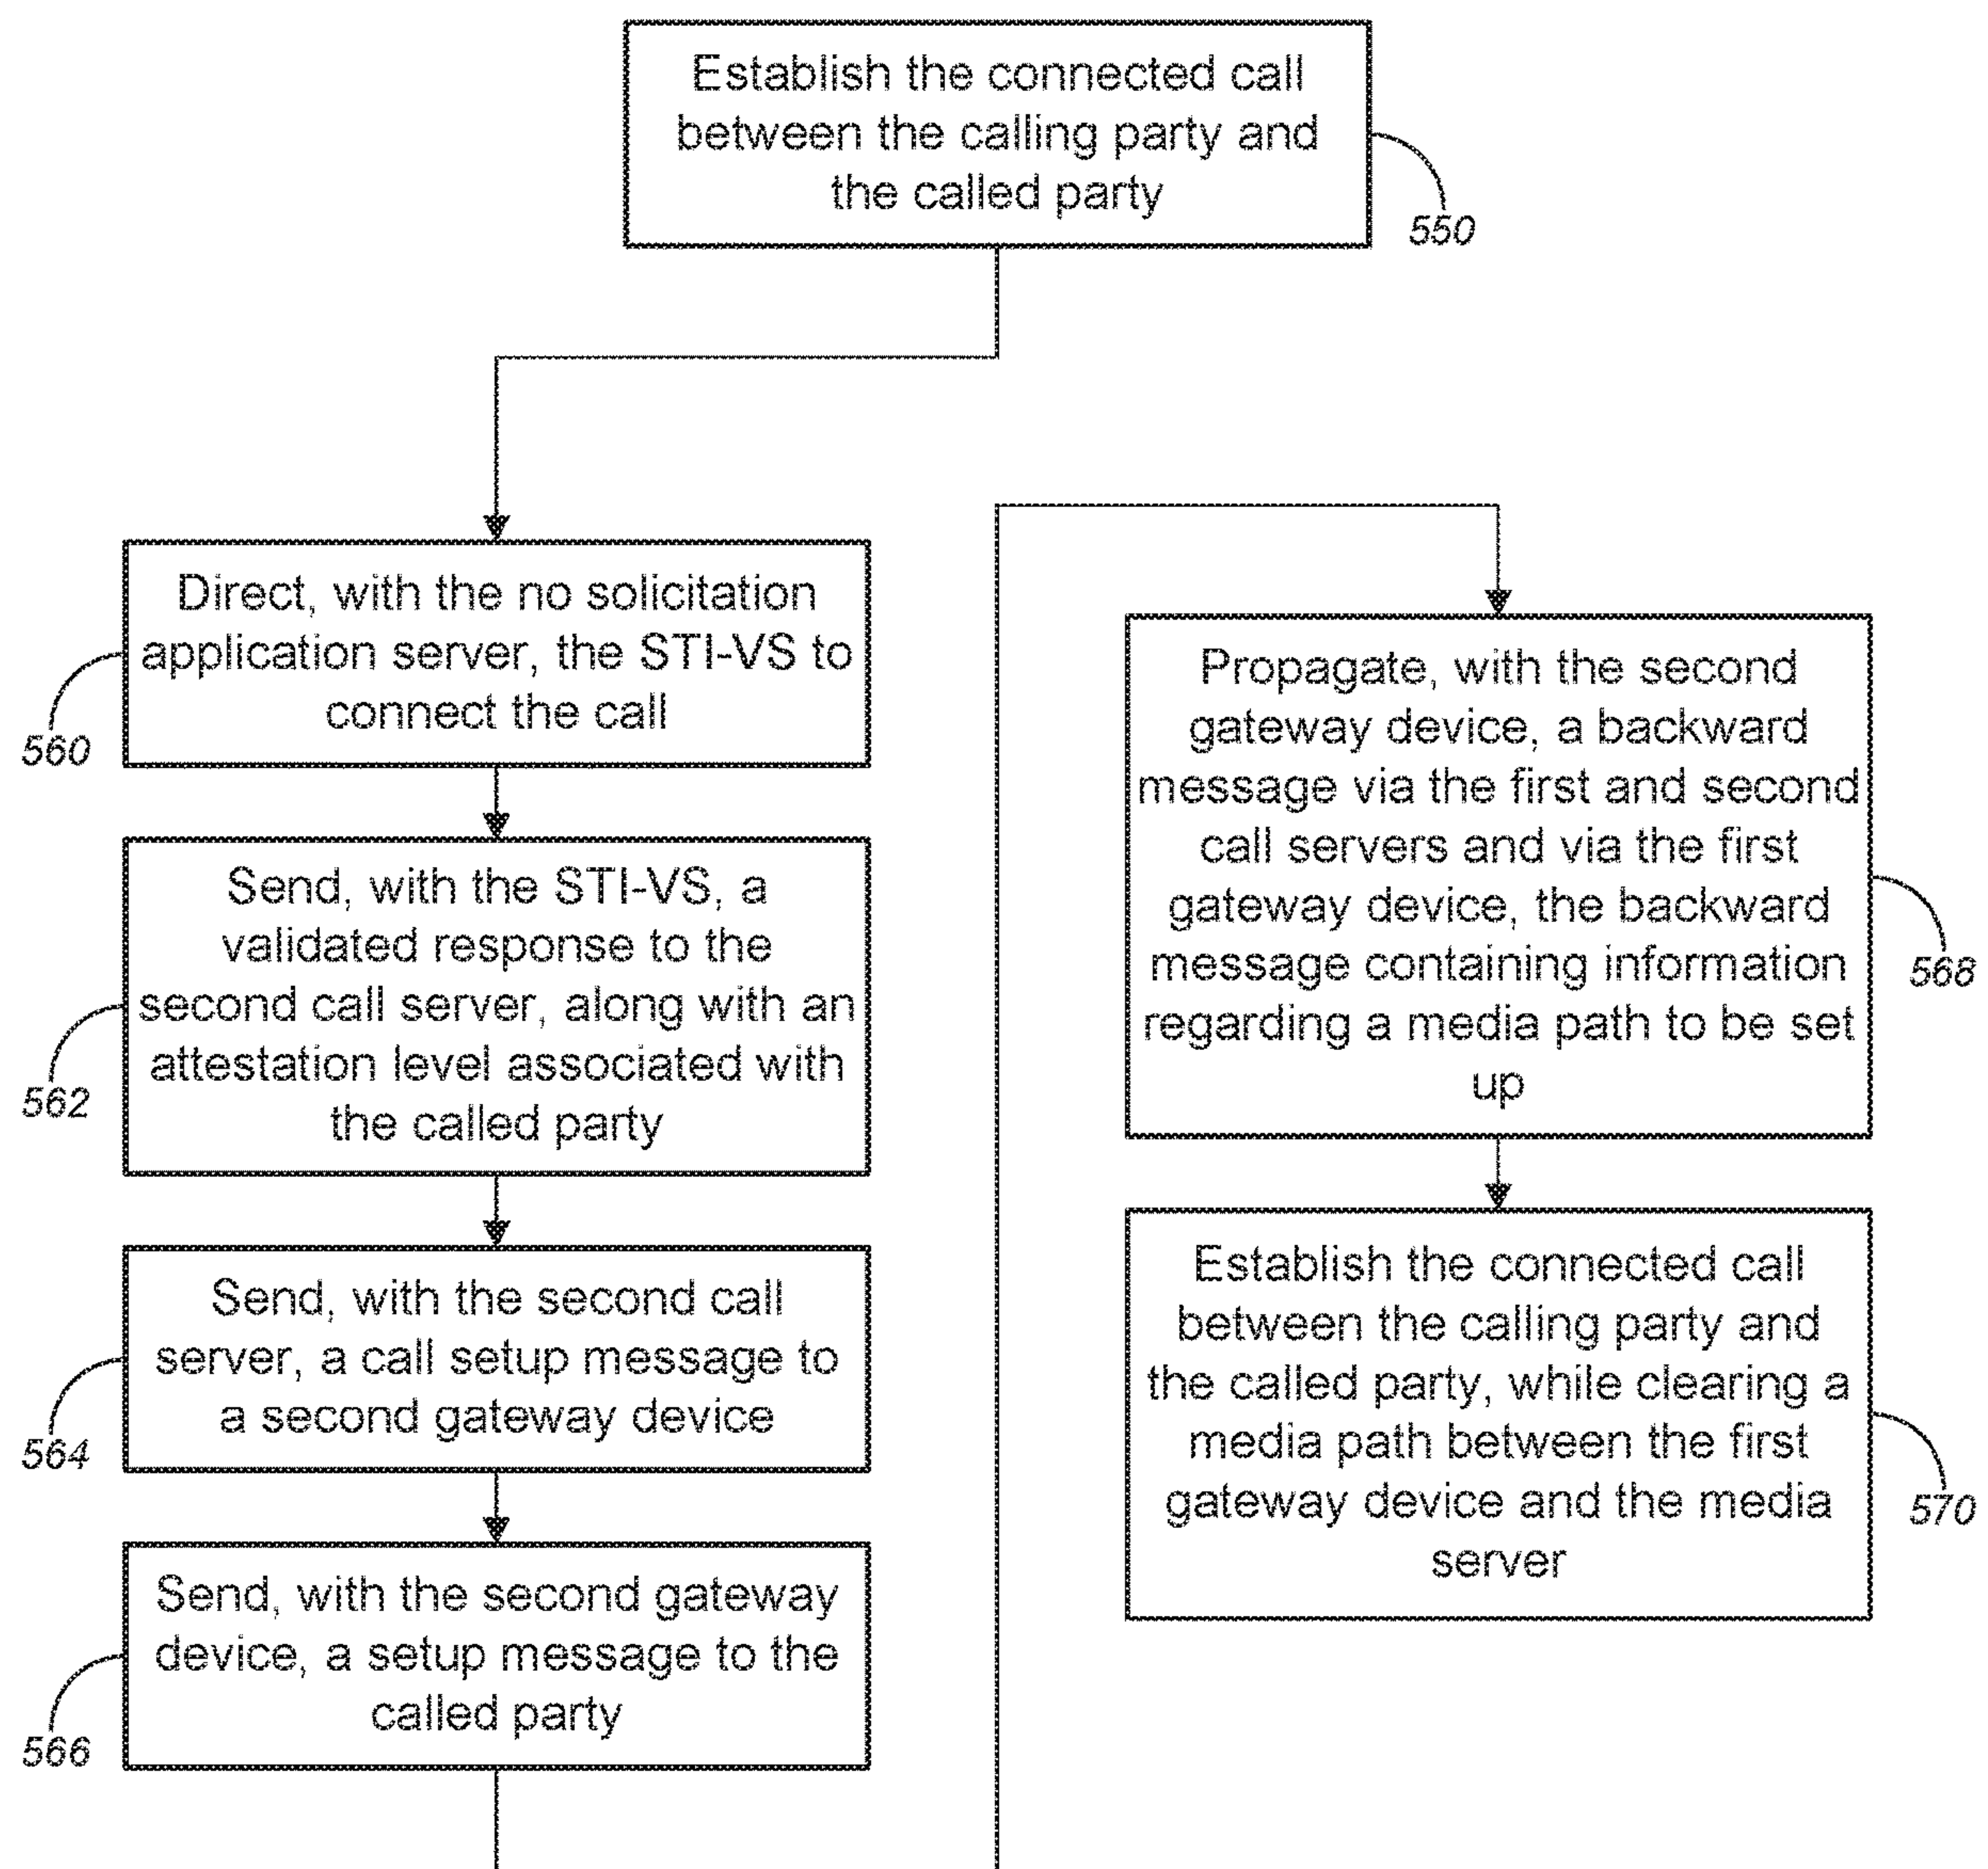 Establish the connected call
between the calling party and
the called party
550
Direct, with the no solicitation
application server, the STI-VS to
connect the call
560
Send, with the STI-VS, a
validated response to the
second call server, along with an
attestation level associated with
the called party
562
Send, with the second call
server, a call setup message to
a second gateway device
564
Send, with the second gateway
device, a setup message to the
called party
566
Propagate, with the second
gateway device, a backward
message via the first and second
call servers and via the first
gateway device, the backward
message containing information
regarding a media path to be set
up
568
Establish the connected call
between the calling party and
the called party, while clearing a
media path between the first
gateway device and the media
server
570